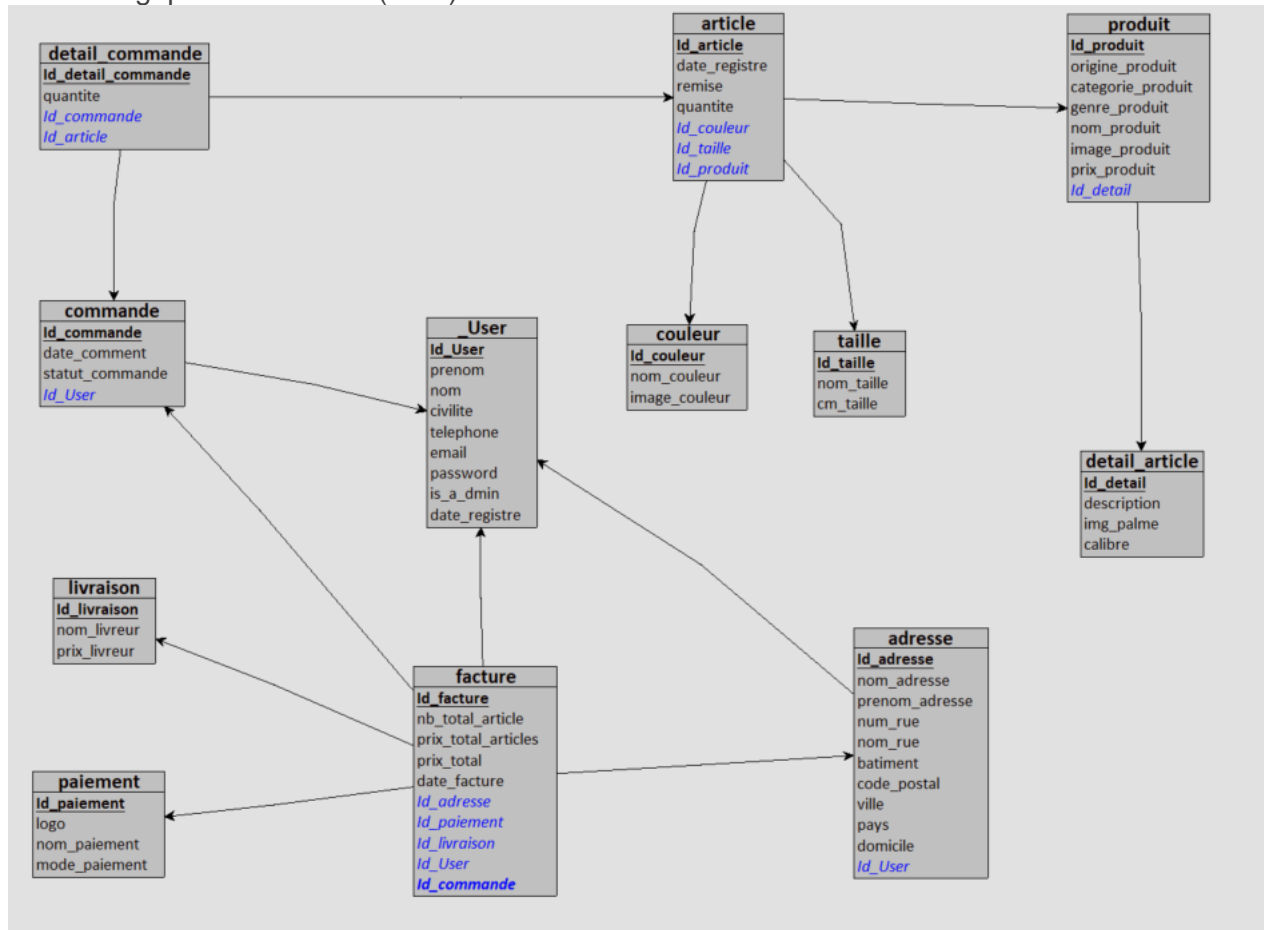 detail_commande
Id_detail_commande
quantite
Id_commande
Id_article
article
Id_article
date_registre
remise
quantite
Id_couleur
Id_taille
Id_produit
produit
Id_produit
origine_produit
categorie_produit
genre_produit
nom_produit
image_produit
prix_produit
Id_detail
commande
Id_commande
date_comment
statut_commande
Id_User
_User
Id_User
prenom
nom
civilite
telephone
email
password
is_a_dmin
date_registre
couleur
Id_couleur
nom_couleur
image_couleur
taille
Id_taille
nom_taille
cm_taille
detail_article
Id_detail
description
img_palme
calibre
livraison
Id_livraison
nom_livreur
prix_livreur
facture
Id_facture
nb_total_article
prix_total_articles
prix_total
date_facture
Id_adresse
Id_paiement
Id_livraison
Id_User
Id_commande
adresse
Id_adresse
nom_adresse
prenom_adresse
num_rue
nom_rue
batiment
code_postal
ville
pays
domicile
Id_User
paiement
Id_paiement
logo
nom_paiement
mode_paiement